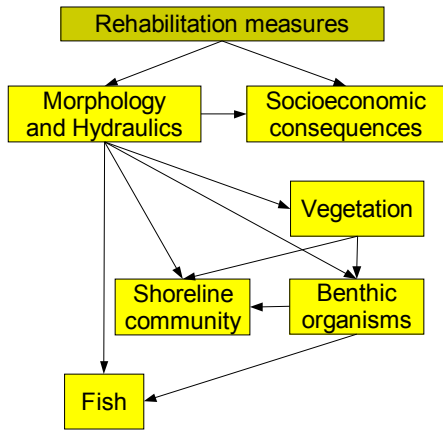 Rehabilitation measures
Morphology
and Hydraulics
Socioeconomic
consequences
Vegetation
Shoreline
community
Benthic
organisms
Fish